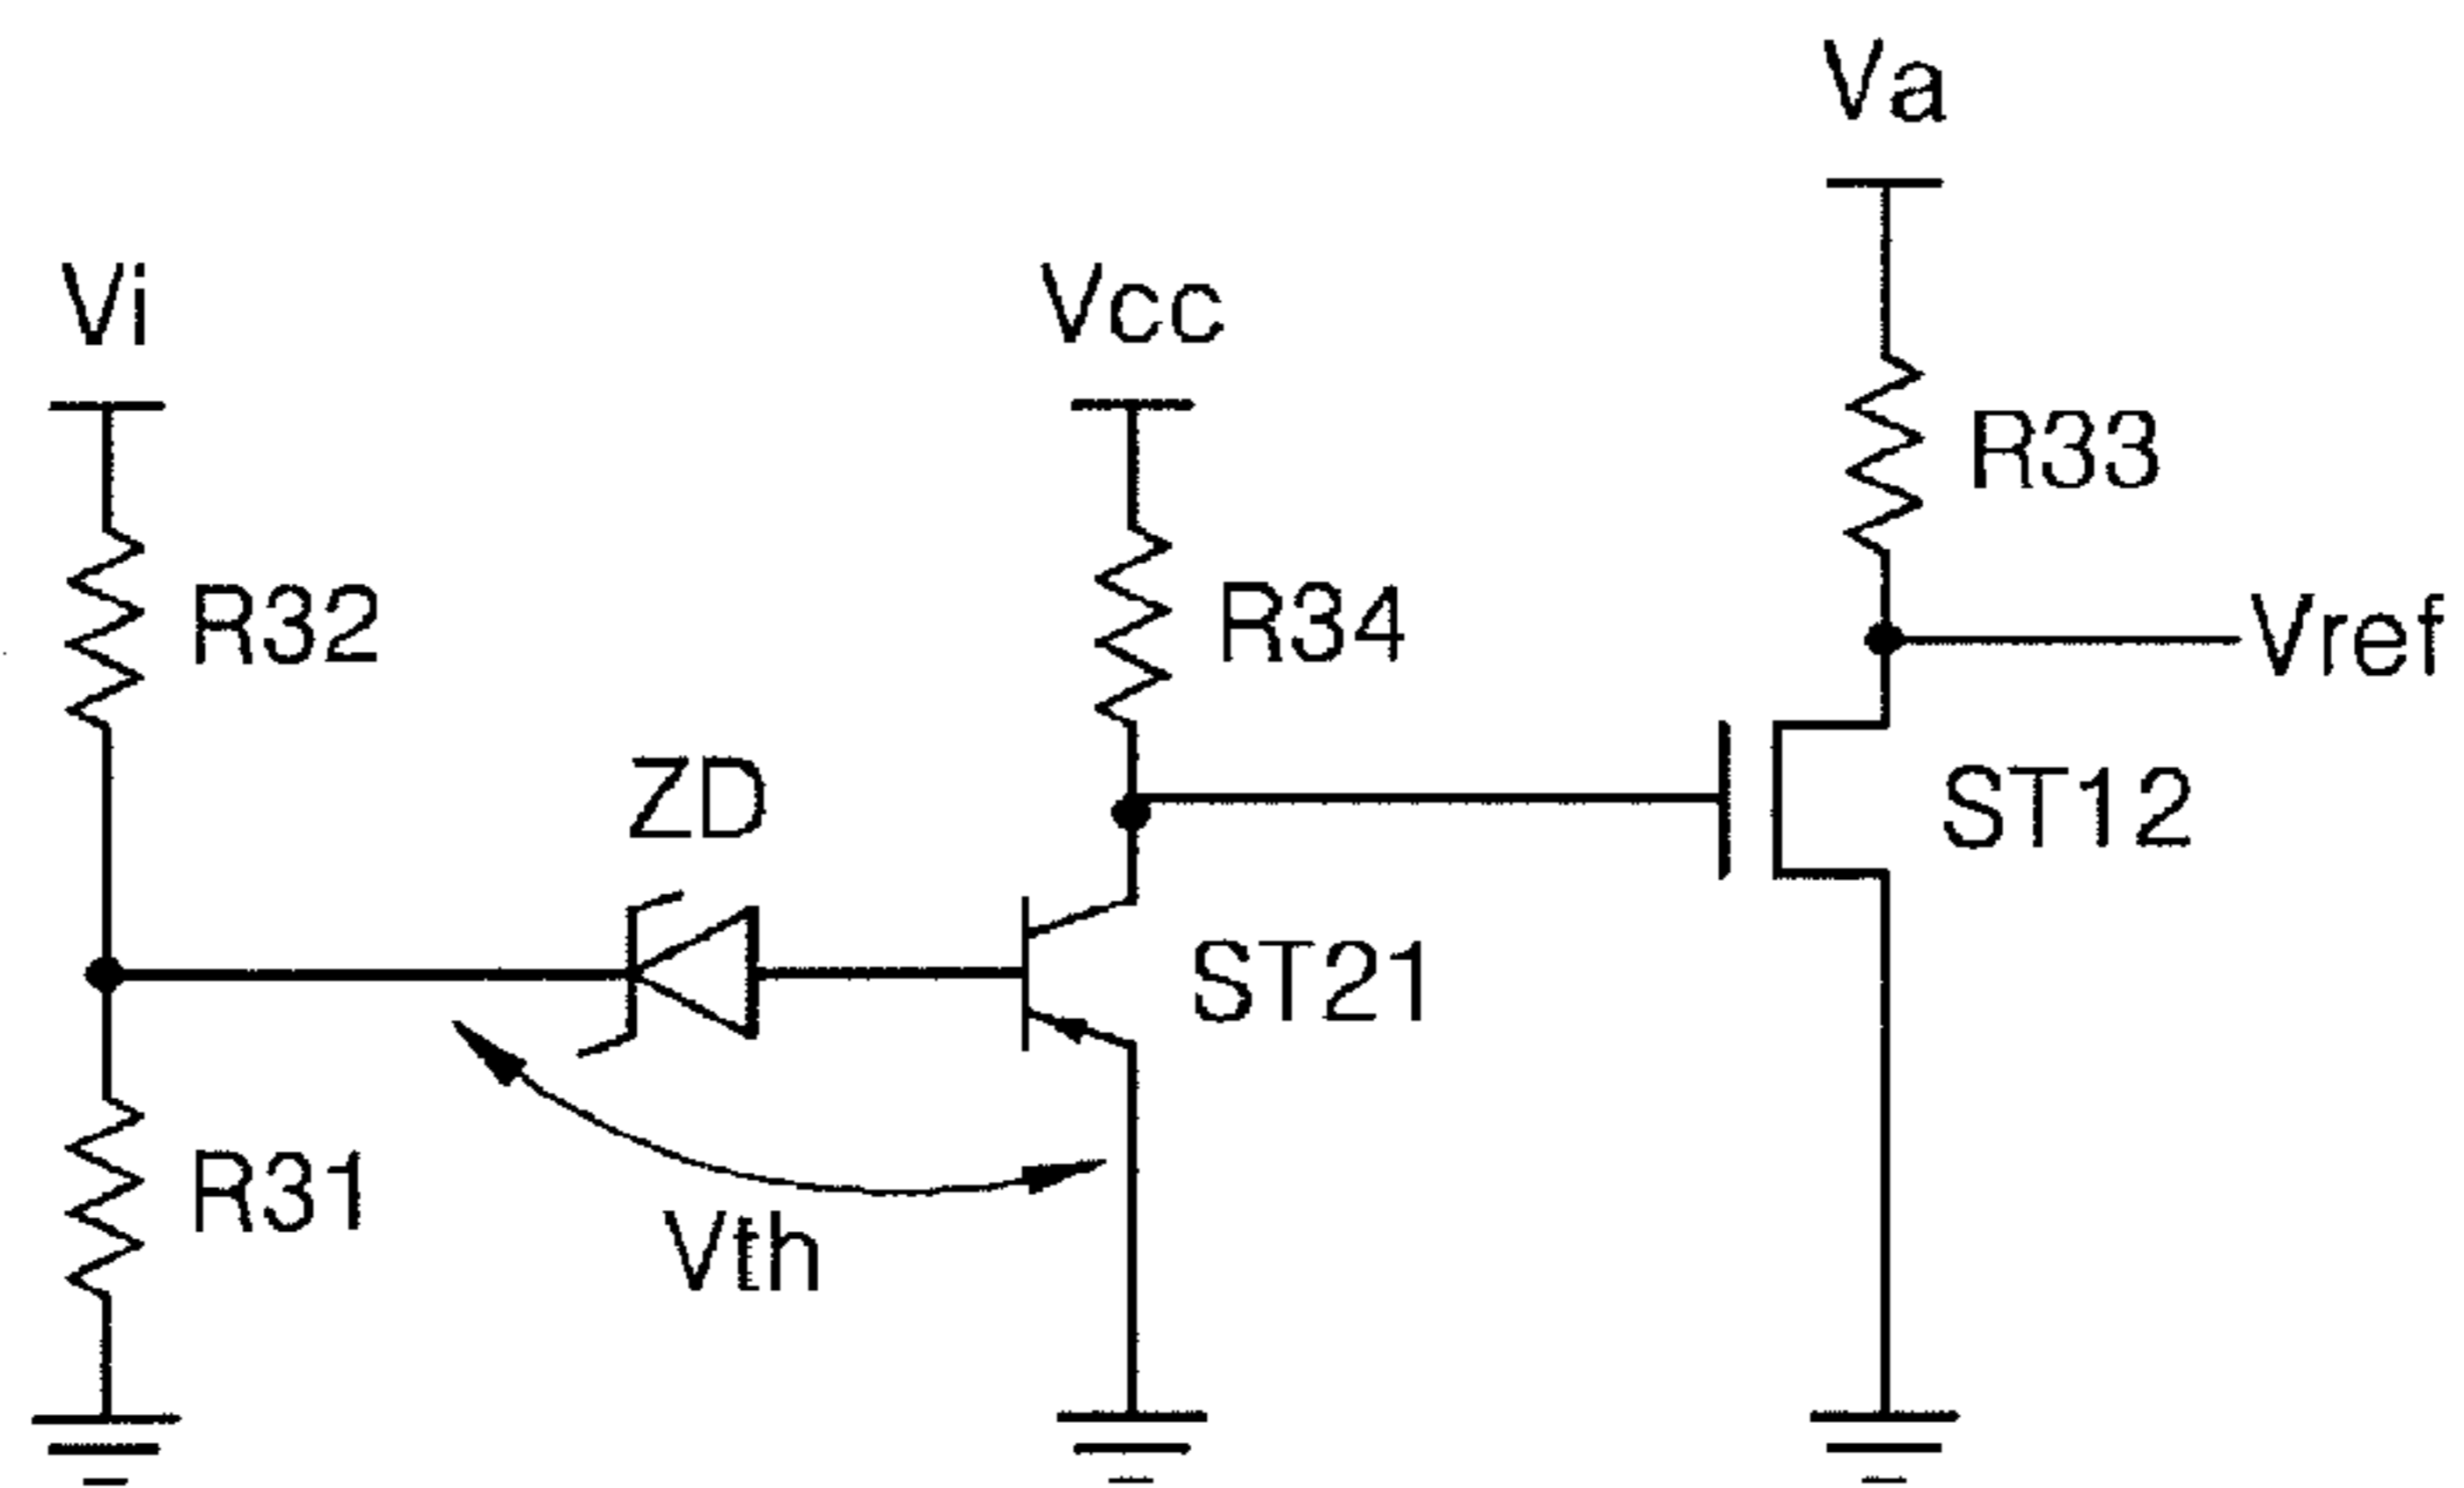 Va
Vi
Vcc
R33
R32
R34
Vref
ZD
ST12
ST21
R31
Vth